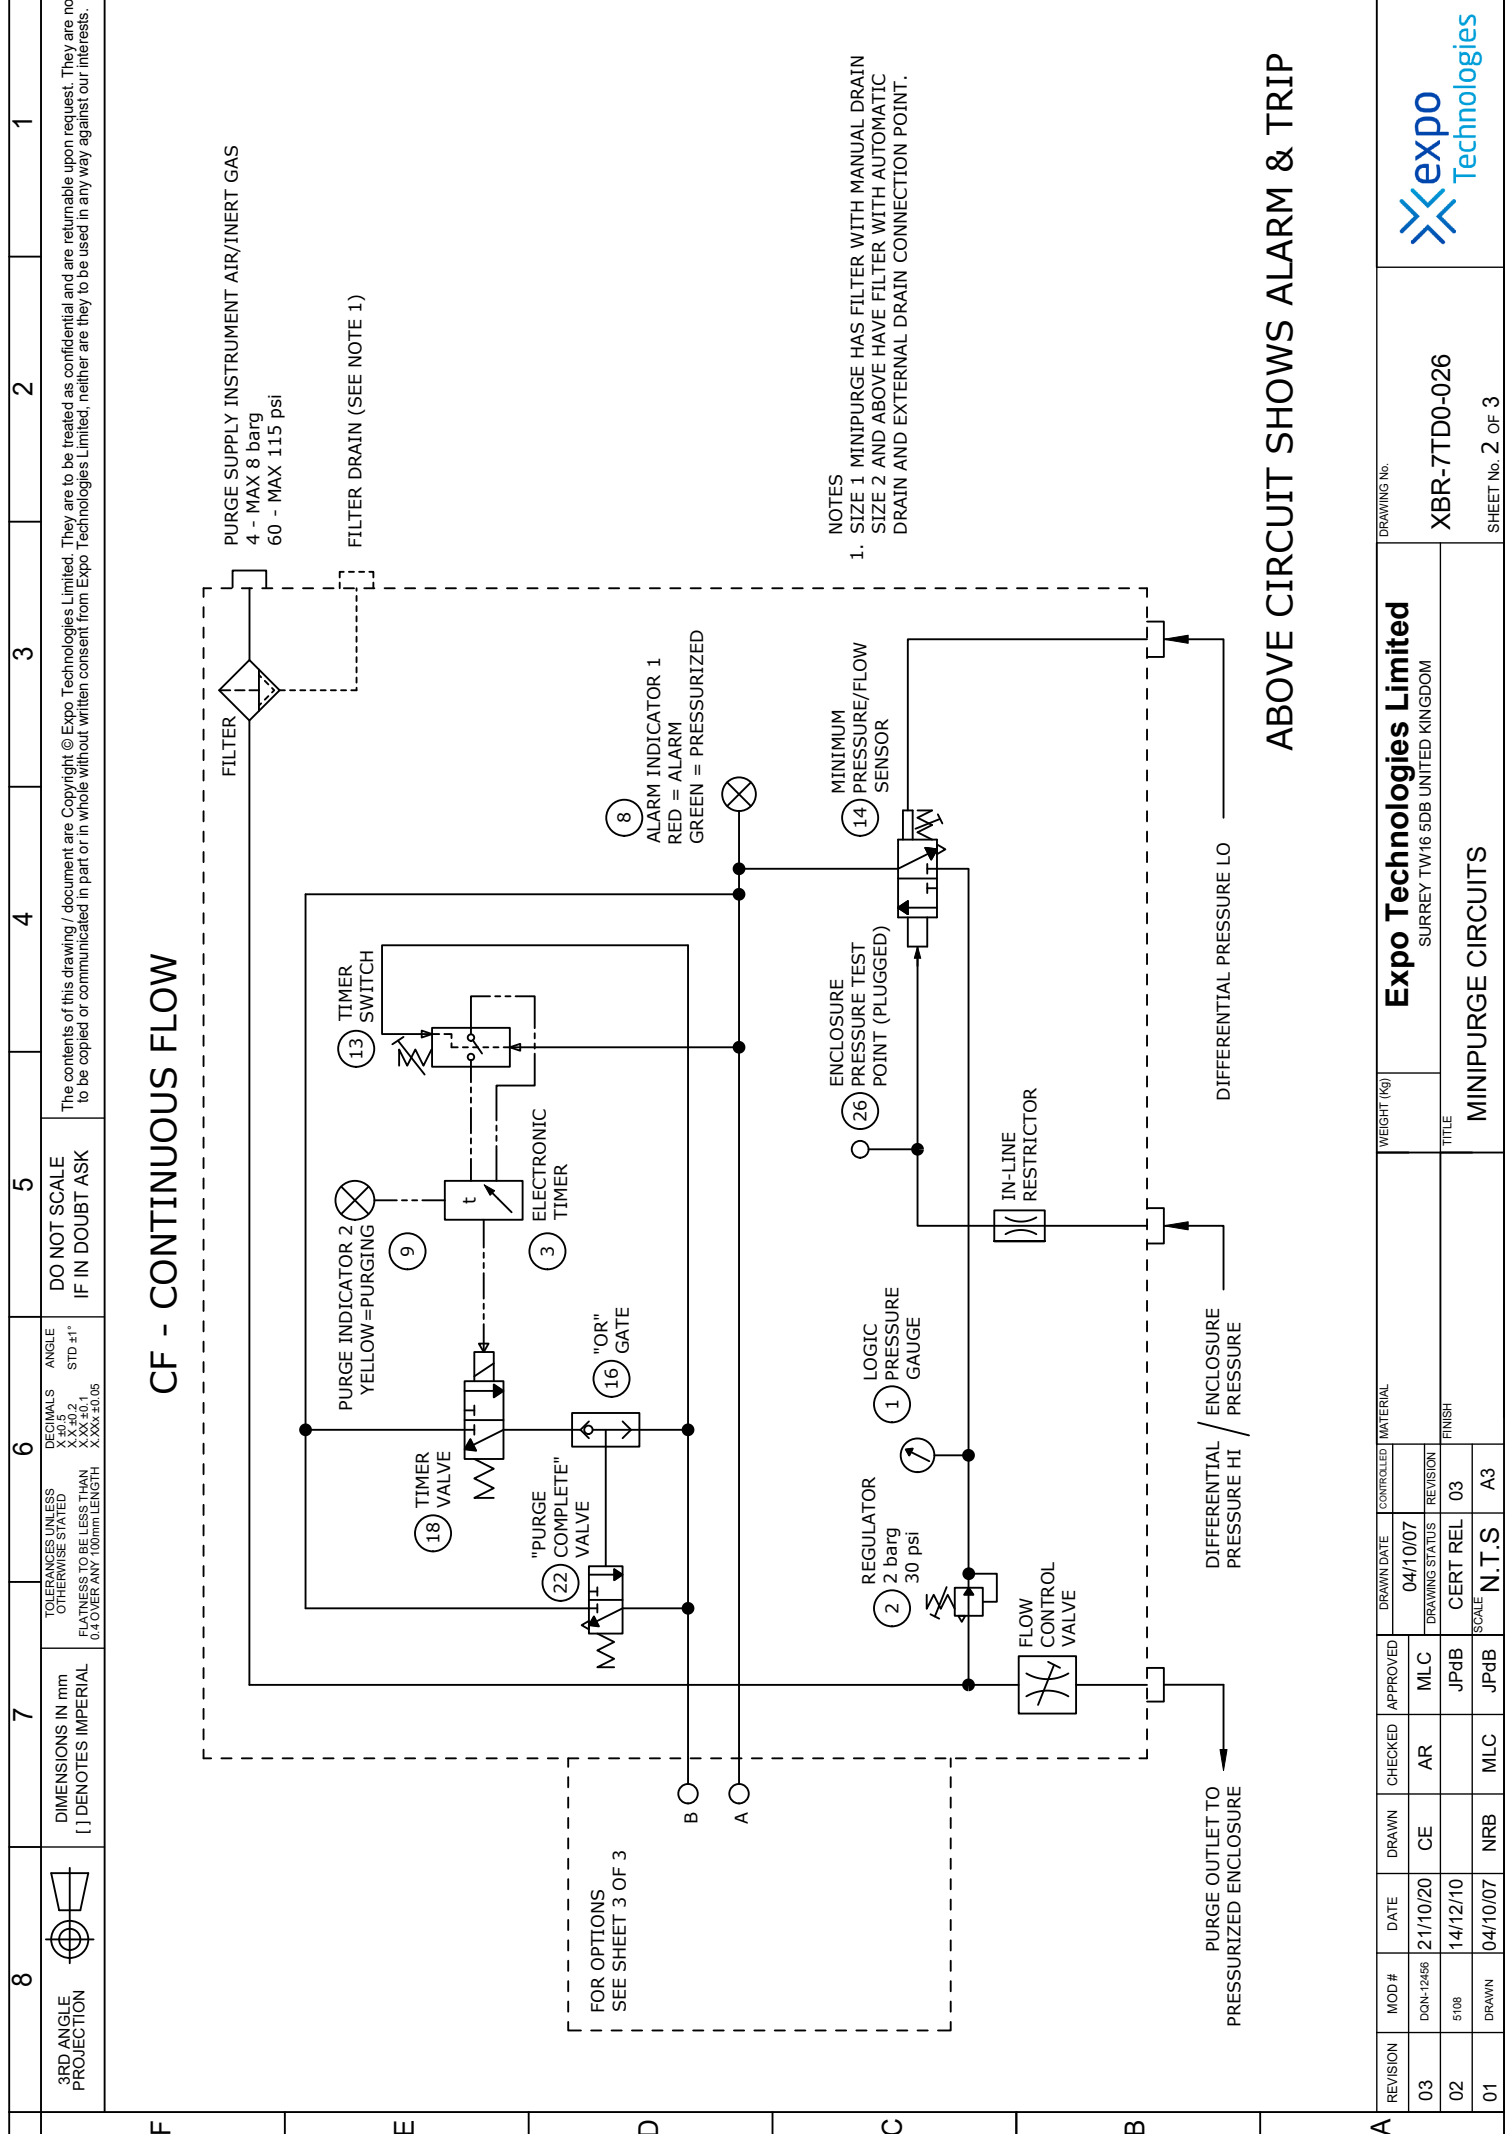 8
7
6
5
4
3
2
1
3RD ANGLE
PROJECTION
DIMENSIONS IN mm
[ ] DENOTES IMPERIAL
TOLERANCES UNLESS
OTHERWISE STATED
FLATNESS TO BE LESS THAN
0.4 OVER ANY 100mm LENGTH
DECIMALS
X ±0.5
X.X ±0.2
X.XX ±0.1
X.XXx ±0.05
ANGLE
STD ±1°
DO NOT SCALE
IF IN DOUBT ASK
The contents of this drawing / document are Copyright © Expo Technologies Limited. They are to be treated as confidential and are returnable upon request. They are no
to be copied or communicated in part or in whole without written consent from Expo Technologies Limited, neither are they to be used in any way against our interests.
F
E
D
C
B
A
CF - CONTINUOUS FLOW
FILTER
PURGE SUPPLY INSTRUMENT AIR/INERT GAS
4 - MAX 8 barg
60 - MAX 115 psi
FILTER DRAIN (SEE NOTE 1)
PURGE INDICATOR 2
YELLOW=PURGING
9
13
TIMER
SWITCH
18
TIMER
VALVE
t
3
ELECTRONIC
TIMER
22
"PURGE
COMPLETE"
VALVE
16
"OR"
GATE
8
ALARM INDICATOR 1
RED = ALARM
GREEN = PRESSURIZED
FOR OPTIONS
SEE SHEET 3 OF 3
B
A
2
REGULATOR
2 barg
30 psi
1
LOGIC
PRESSURE
GAUGE
26
ENCLOSURE
PRESSURE TEST
POINT (PLUGGED)
14
MINIMUM
PRESSURE/FLOW
SENSOR
NOTES
1. SIZE 1 MINIPURGE HAS FILTER WITH MANUAL DRAIN
SIZE 2 AND ABOVE HAVE FILTER WITH AUTOMATIC
DRAIN AND EXTERNAL DRAIN CONNECTION POINT.
FLOW
CONTROL
VALVE
IN-LINE
RESTRICTOR
PURGE OUTLET TO
PRESSURIZED ENCLOSURE
DIFFERENTIAL / ENCLOSURE
PRESSURE HI / PRESSURE
DIFFERENTIAL PRESSURE LO
ABOVE CIRCUIT SHOWS ALARM & TRIP
REVISION MOD # DATE DRAWN CHECKED APPROVED
03 DQN-12456 21/10/20 CE AR MLC
02 5108 14/12/10 JPdB
01 DRAWN 04/10/07 NRB MLC JPdB
DRAWN DATE
04/10/07
CONTROLLED
DRAWING STATUS
CERT REL
REVISION
03
SCALE
N.T.S
A3
MATERIAL
FINISH
WEIGHT (Kg)
Expo Technologies Limited
SURREY TW16 5DB UNITED KINGDOM
TITLE
MINIPURGE CIRCUITS
DRAWING No.
XBR-7TD0-026
SHEET No. 2 OF 3
expo
Technologies